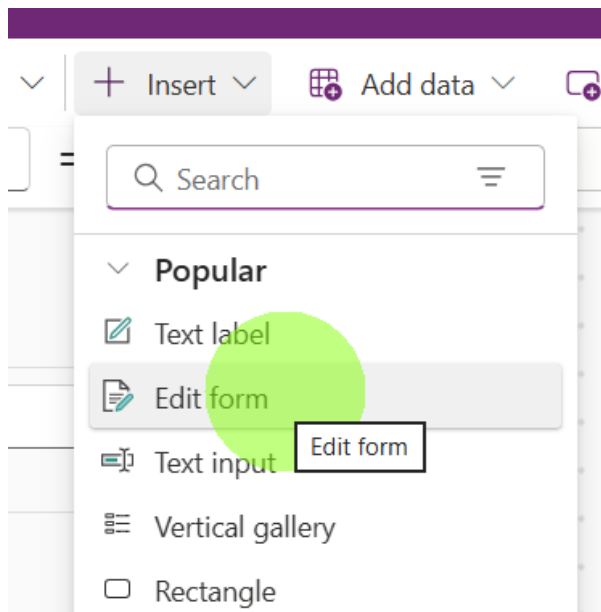 Insert
Add data
=
Search
Popular
Text label
Edit form
Edit form
Text input
Vertical gallery
Rectangle